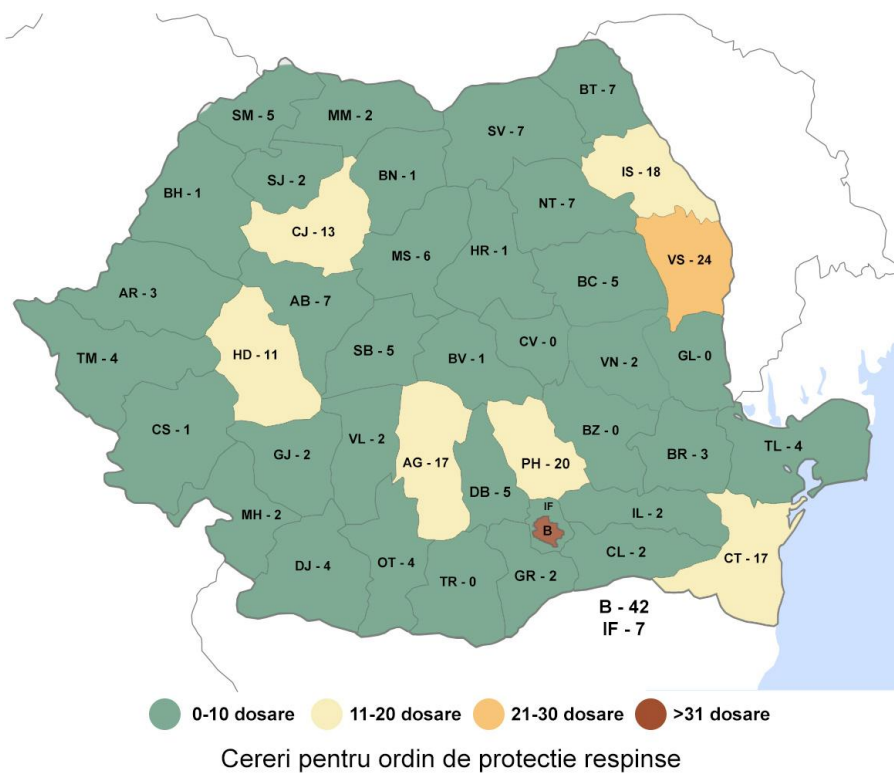 BT - 7
SM - 5
MM - 2
SV - 7
IS - 18
SJ - 2
BN - 1
BH - 1
NT - 7
CJ - 13
MS - 6
HR - 1
VS - 24
BC - 5
AR - 3
AB - 7
CV - 0
SB - 5
HD - 11
TM - 4
BV - 1
VN - 2
GL- 0
CS - 1
VL - 2
BZ - 0
TL - 4
GJ - 2
AG - 17
PH - 20
BR - 3
DB - 5
IF
IL - 2
MH - 2
B
CL - 2
CT - 17
DJ - 4
OT - 4
GR - 2
TR - 0
B - 42
IF - 7
0-10 dosare
11-20 dosare
21-30 dosare
>31 dosare
Cereri pentru ordin de protectie respinse